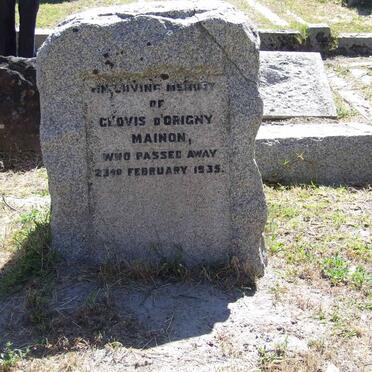 IN LOVING MEMORY
OF
CLOVIS D'ORIGNY
MAINON,
WHO PASSED AWAY
23RD FEBRUARY 1935.